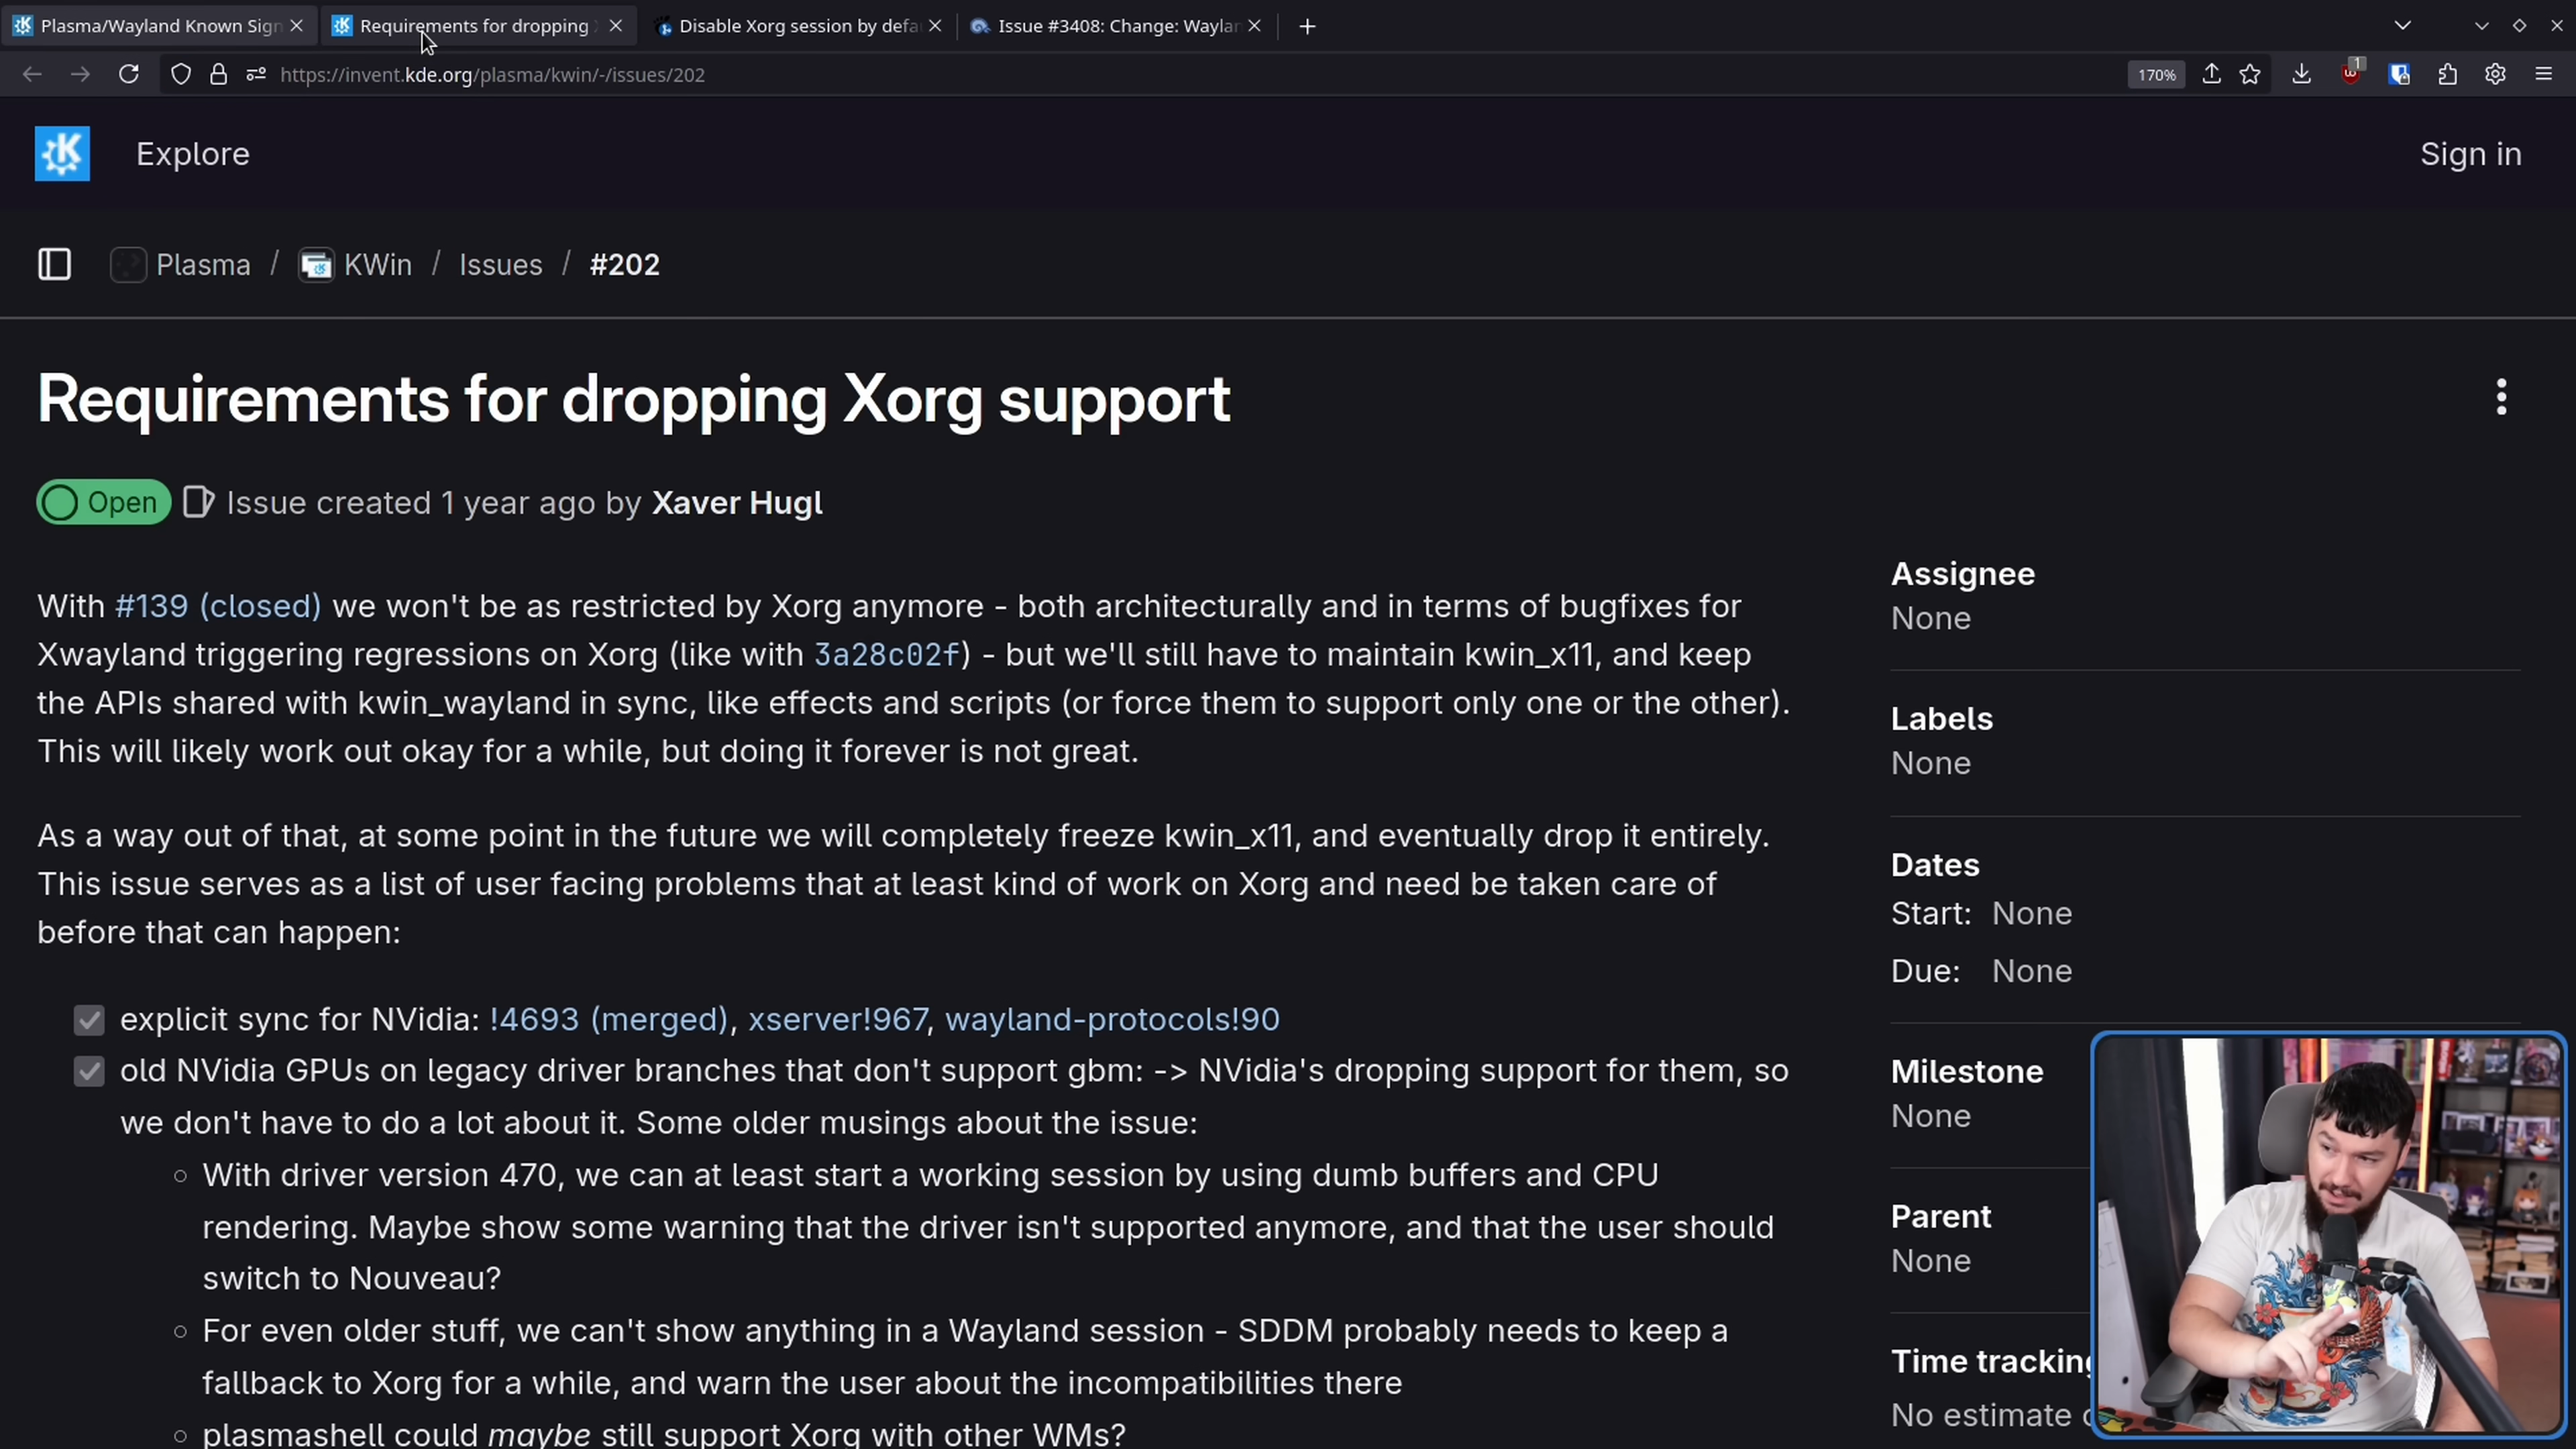 Plasma/Wayland Known Sign
Requirements for dropping
Disable Xorg session by defa
Issue #3408: Change: Waylan
https://invent.kde.org/plasma/kwin/-/issues/202
170%
1
Explore
Sign in
Plasma / KWin / Issues / #202
Requirements for dropping Xorg support
Open Issue created 1 year ago by Xaver Hugl
With #139 (closed) we won't be as restricted by Xorg anymore - both architecturally and in terms of bugfixes for
Xwayland triggering regressions on Xorg (like with 3a28c02f) - but we'll still have to maintain kwin_x11, and keep
the APIs shared with kwin_wayland in sync, like effects and scripts (or force them to support only one or the other).
This will likely work out okay for a while, but doing it forever is not great.
As a way out of that, at some point in the future we will completely freeze kwin_x11, and eventually drop it entirely.
This issue serves as a list of user facing problems that at least kind of work on Xorg and need be taken care of
before that can happen:
explicit sync for NVidia: !4693 (merged), xserver!967, wayland-protocols!90
old NVidia GPUs on legacy driver branches that don't support gbm: -> NVidia's dropping support for them, so
we don't have to do a lot about it. Some older musings about the issue:
With driver version 470, we can at least start a working session by using dumb buffers and CPU
rendering. Maybe show some warning that the driver isn't supported anymore, and that the user should
switch to Nouveau?
For even older stuff, we can't show anything in a Wayland session - SDDM probably needs to keep a
fallback to Xorg for a while, and warn the user about the incompatibilities there
plasmashell could maybe still support Xorg with other WMs?
Assignee
None
Labels
None
Dates
Start: None
Due: None
Milestone
None
Parent
None
Time tracking
No estimate